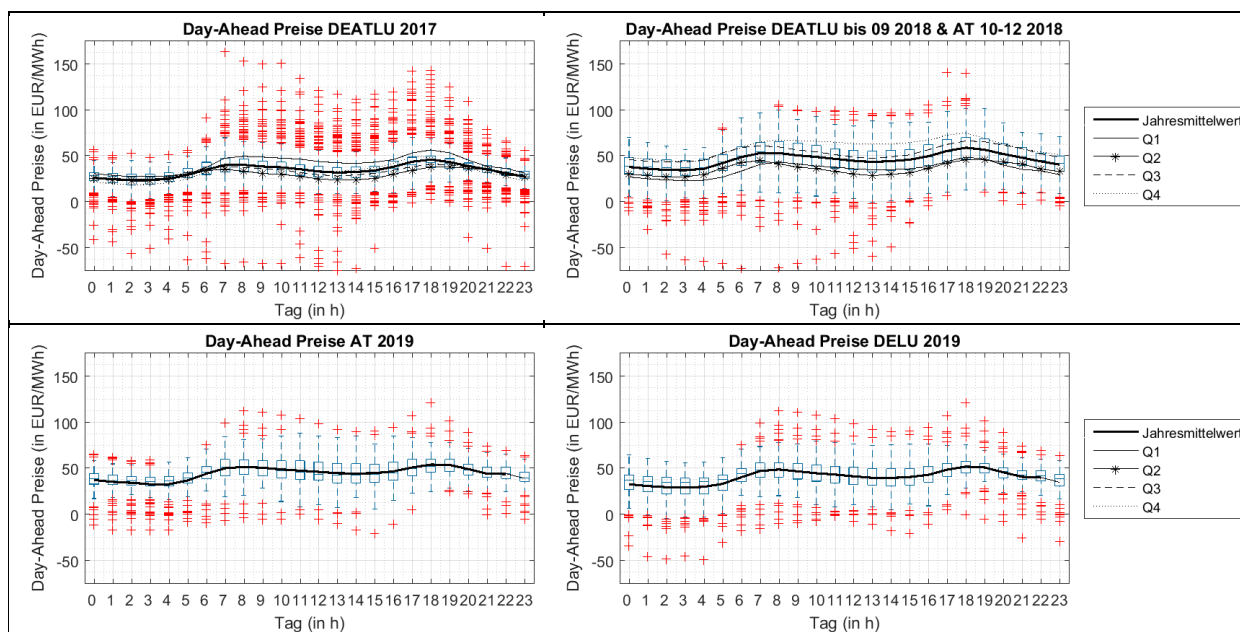 Day-Ahead Preise DEATLU 2017
Day-Ahead Preise (in EUR/MWh)
150
100
50
0
-50
0 1 2 3 4 5 6 7 8 9 10 11 12 13 14 15 16 17 18 19 20 21 22 23
Tag (in h)
Day-Ahead Preise DEATLU bis 09 2018 & AT 10-12 2018
Day-Ahead Preise (in EUR/MWh)
150
100
50
0
-50
0 1 2 3 4 5 6 7 8 9 10 11 12 13 14 15 16 17 18 19 20 21 22 23
Tag (in h)
Jahresmittelwert
Q1
Q2
Q3
Q4
Day-Ahead Preise AT 2019
Day-Ahead Preise (in EUR/MWh)
150
100
50
0
-50
0 1 2 3 4 5 6 7 8 9 10 11 12 13 14 15 16 17 18 19 20 21 22 23
Tag (in h)
Day-Ahead Preise DELU 2019
Day-Ahead Preise (in EUR/MWh)
150
100
50
0
-50
0 1 2 3 4 5 6 7 8 9 10 11 12 13 14 15 16 17 18 19 20 21 22 23
Tag (in h)
Jahresmittelwert
Q1
Q2
Q3
Q4